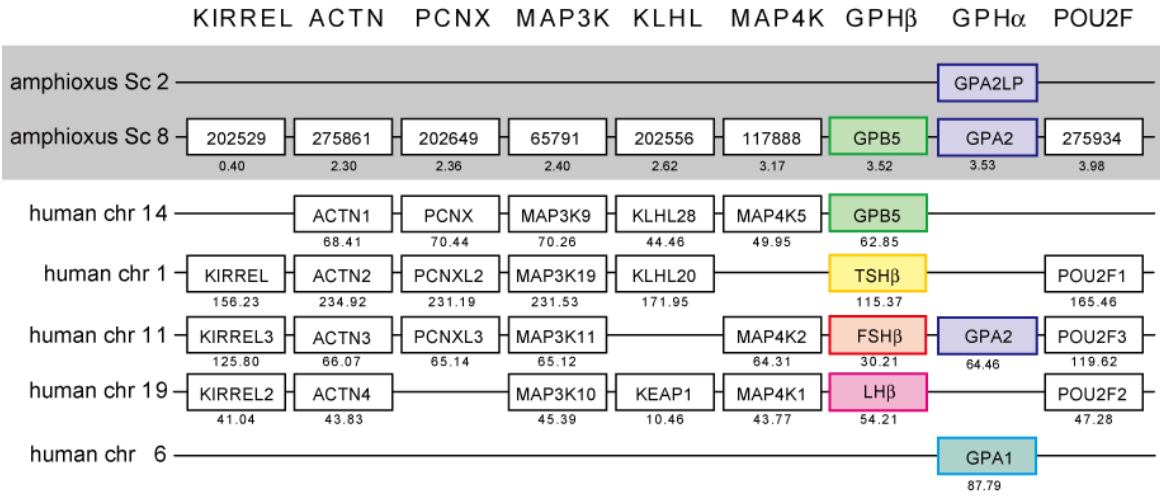 KIRREL ACTN PCNX MAP3K KLHL MAP4K GPHβ GPHα POU2F
amphioxus Sc 2 GPA2LP
amphioxus Sc 8 202529 275861 202649 65791 202556 117888 GPB5 GPA2 275934
0.40 2.30 2.36 2.40 2.62 3.17 3.52 3.53 3.98
human chr 14 ACTN1 PCNX MAP3K9 KLHL28 MAP4K5 GPB5
68.41 70.44 70.26 44.46 49.95 62.85
human chr 1 KIRREL ACTN2 PCNXL2 MAP3K19 KLHL20 TSHβ POU2F1
156.23 234.92 231.19 231.53 171.95 115.37 165.46
human chr 11 KIRREL3 ACTN3 PCNXL3 MAP3K11 MAP4K2 FSHβ GPA2 POU2F3
125.80 66.07 65.14 65.12 64.31 30.21 64.46 119.62
human chr 19 KIRREL2 ACTN4 MAP3K10 KEAP1 MAP4K1 LHβ POU2F2
41.04 43.83 45.39 10.46 43.77 54.21 47.28
human chr 6 GPA1
87.79